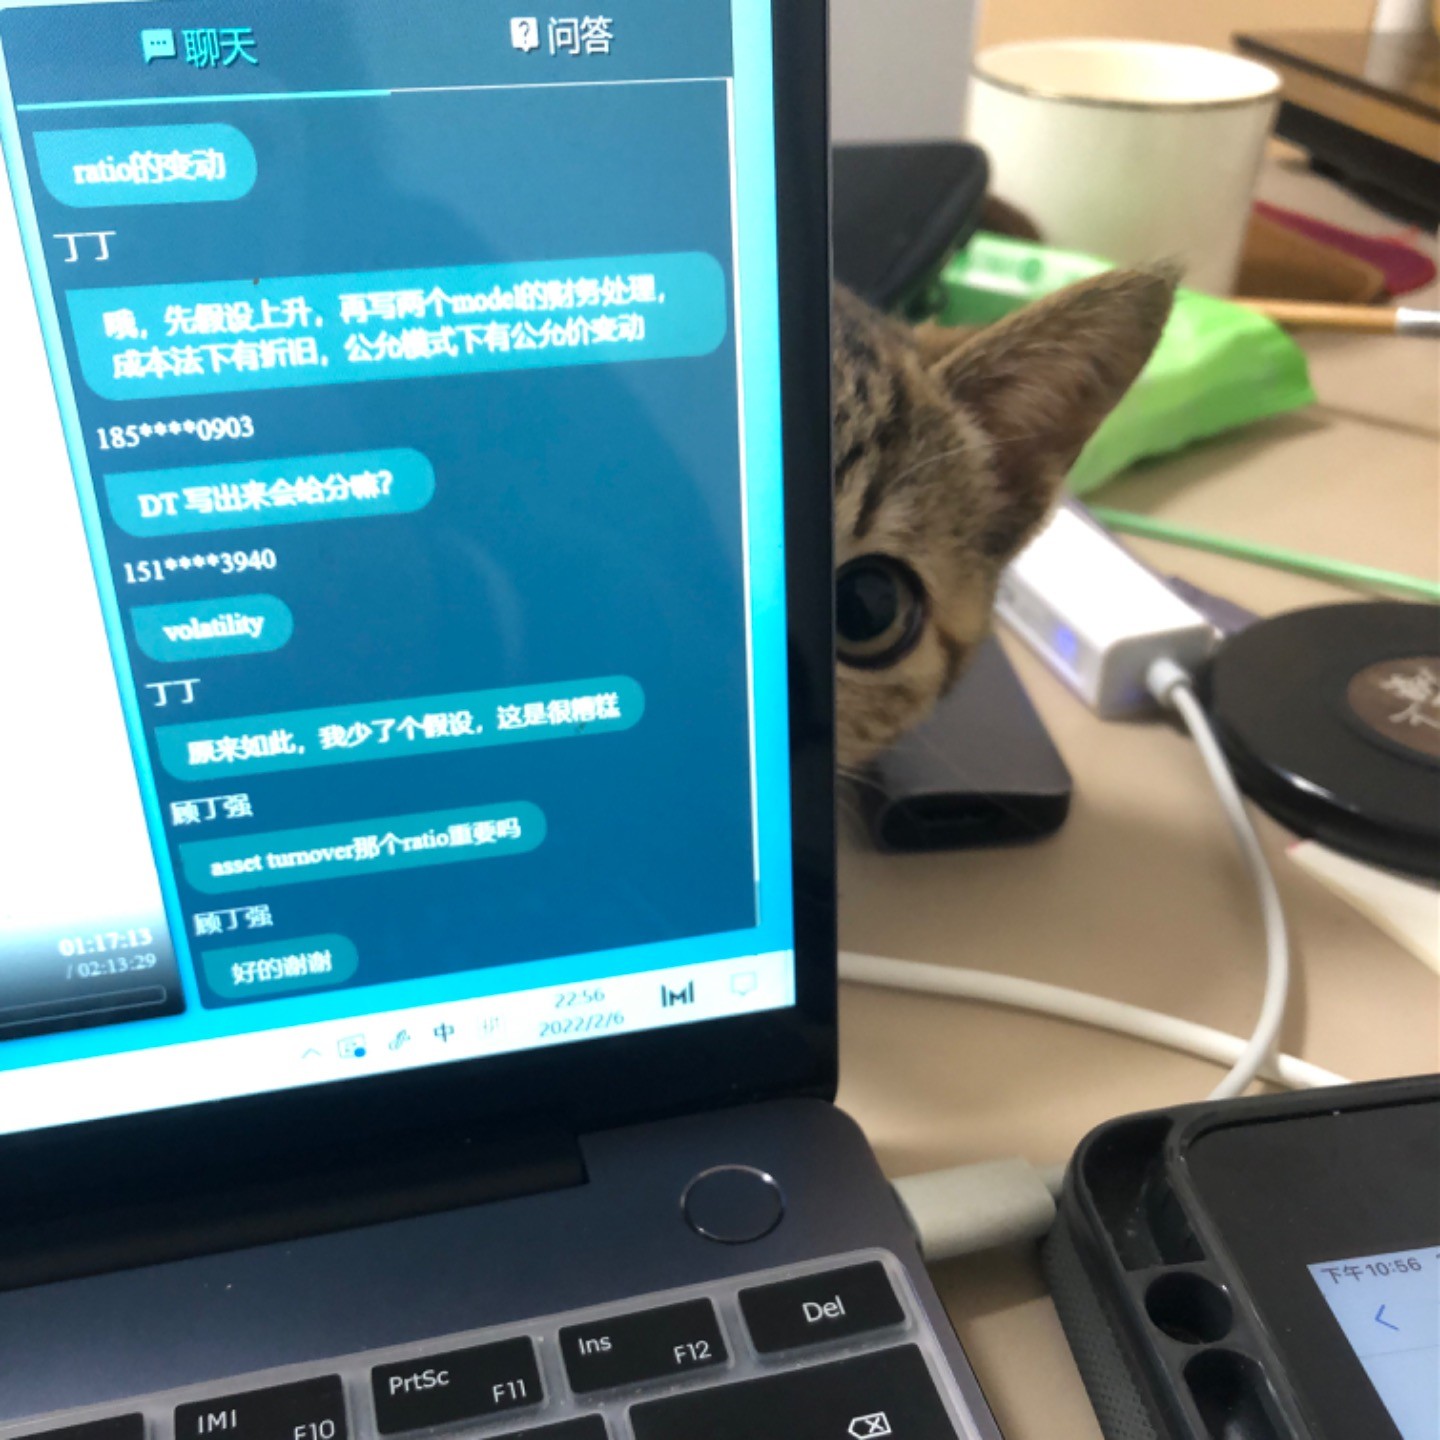 聊天
问答
ratio的变动
丁丁
哦，先假设上升，再写两个model的财务处理，
成本法下有折旧，公允模式下有公允价变动
185****0903
DT 写出来会给分嘛？
151****3940
volatility
丁丁
原来如此，我少了个假设，这是很糟糕
顾丁强
asset turnover那个ratio重要吗
顾丁强
好的谢谢
01:17:13
/ 02:13:29
中
拼
22:56
2022/2/6
下午10:56
Del
Ins
F12
PrtSc
F11
F10